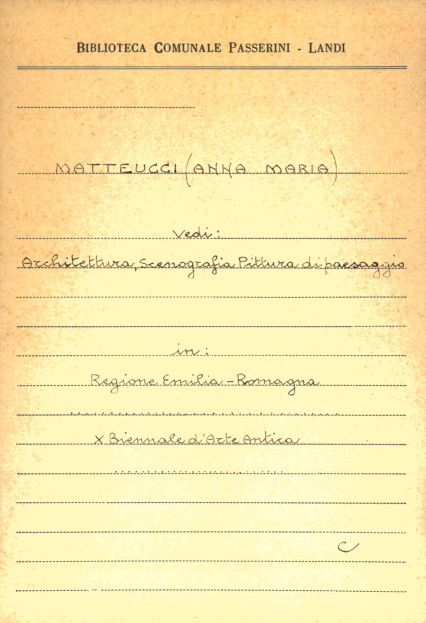 BIBLIOTECA COMUNALE PASSERINI - LANDI
MATTEUCCI (ANNA MARIA)
vedi:
Architettura, Scenografia Pittura di paesaggio
in:
Regione Emilia-Romagna
X Biennale d'Arte Antica
C